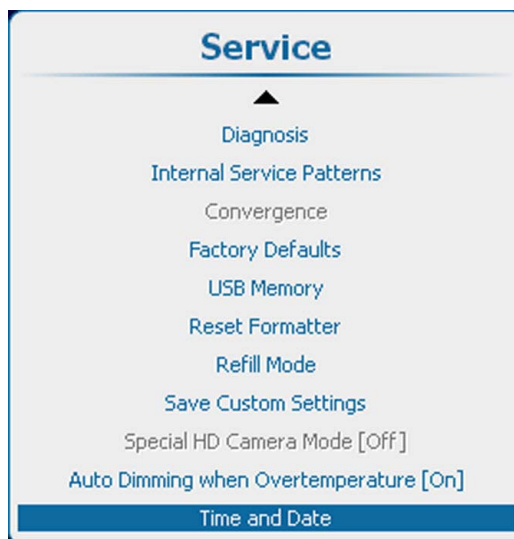 Service
Diagnosis
Internal Service Patterns
Convergence
Factory Defaults
USB Memory
Reset Formatter
Refill Mode
Save Custom Settings
Special HD Camera Mode [Off]
Auto Dimming when Overtemperature [On]
Time and Date